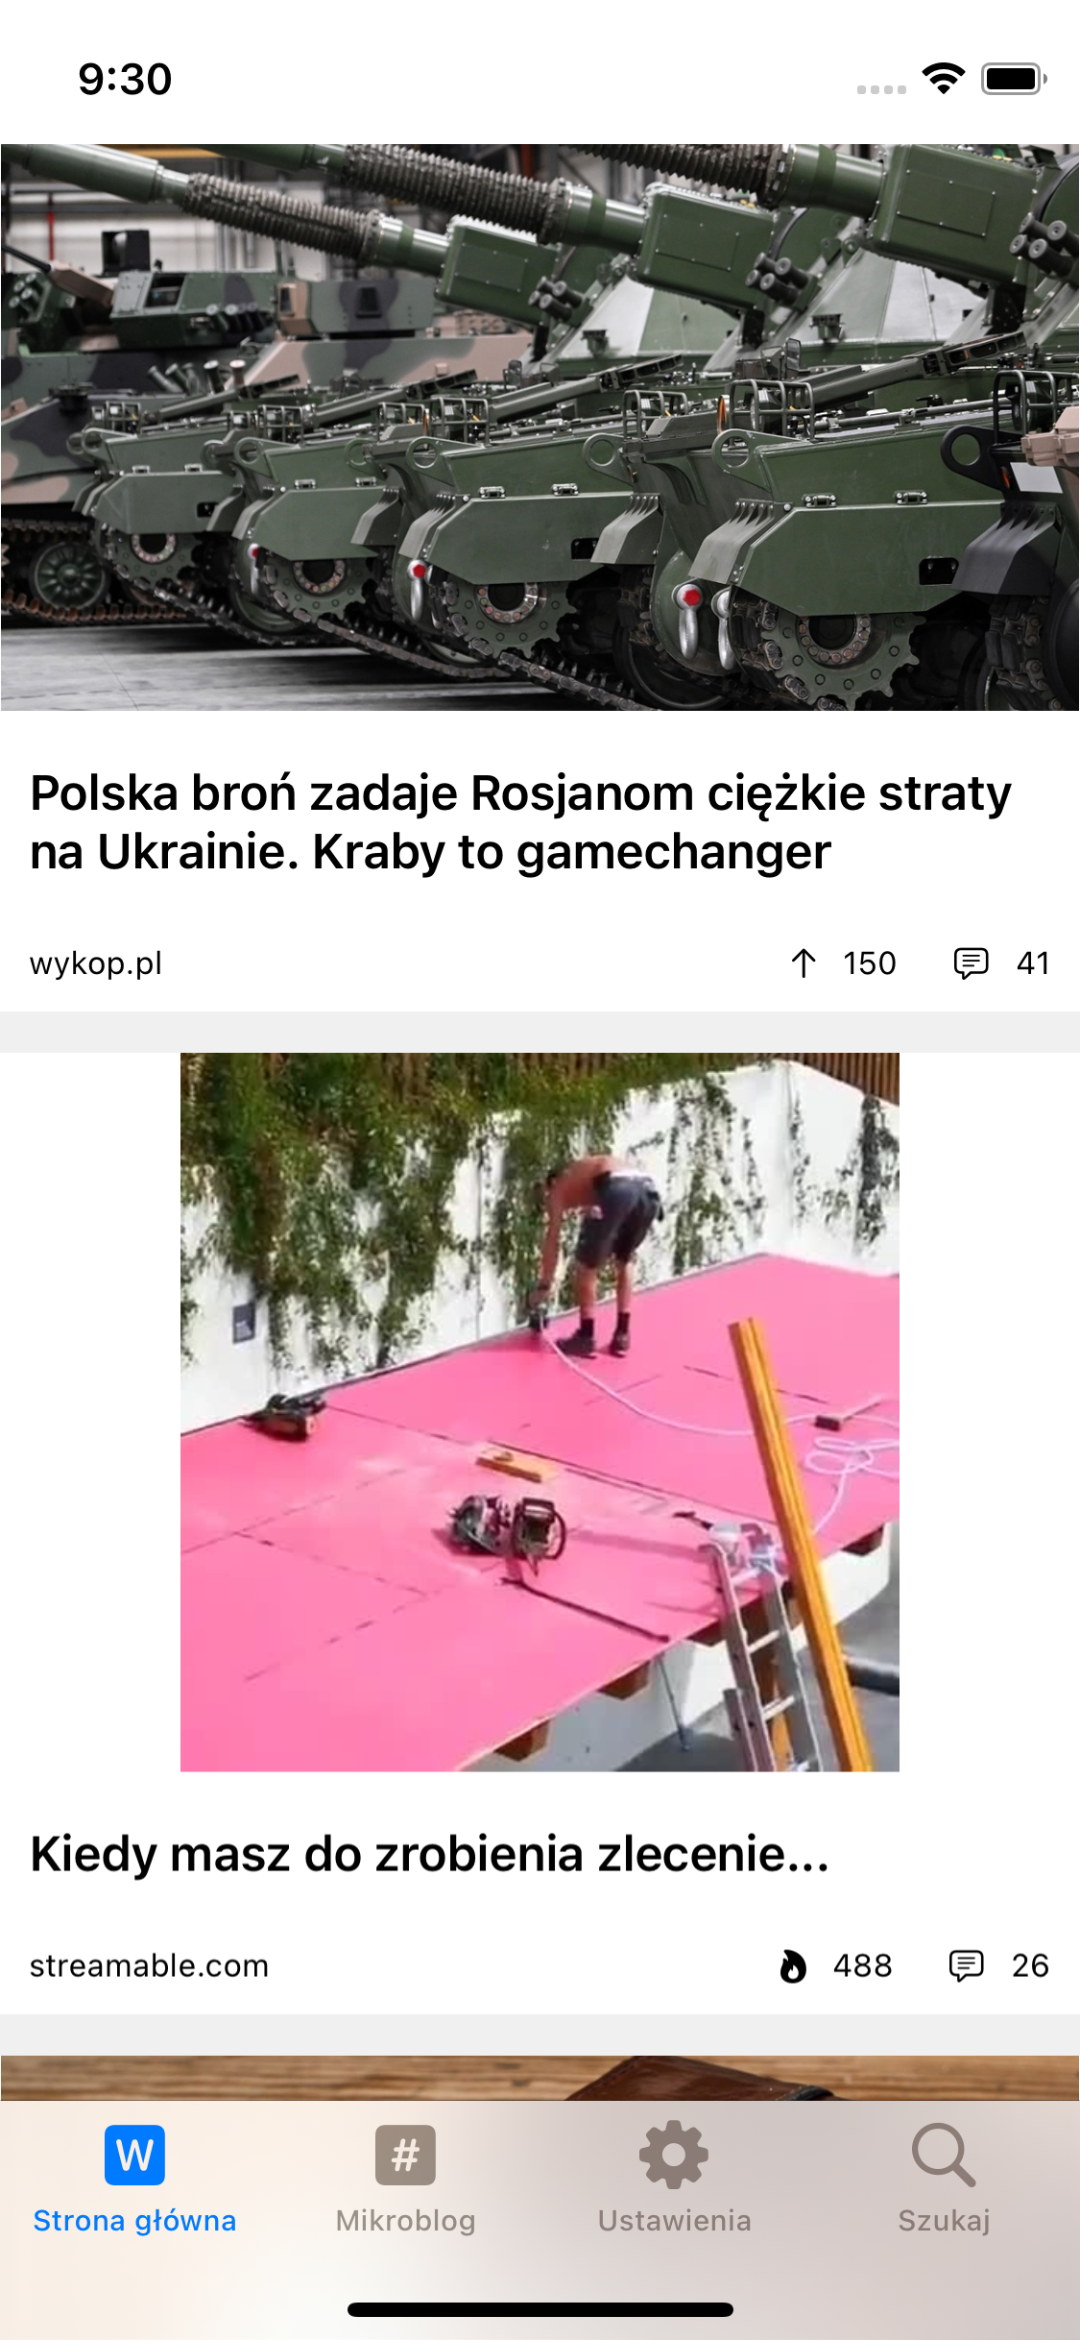 9:30
Polska broń zadaje Rosjanom ciężkie straty
na Ukrainie. Kraby to gamechanger
wykop.pl 150 41
Kiedy masz do zrobienia zlecenie...
streamable.com 488 26
W #
Strona główna Mikroblog Ustawienia Szukaj